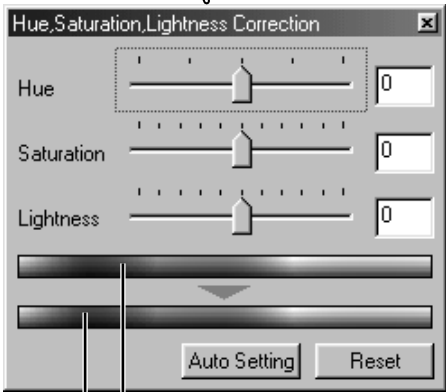 Hue,Saturation,Lightness Correction
Hue 0
Saturation 0
Lightness 0
Auto Setting Reset